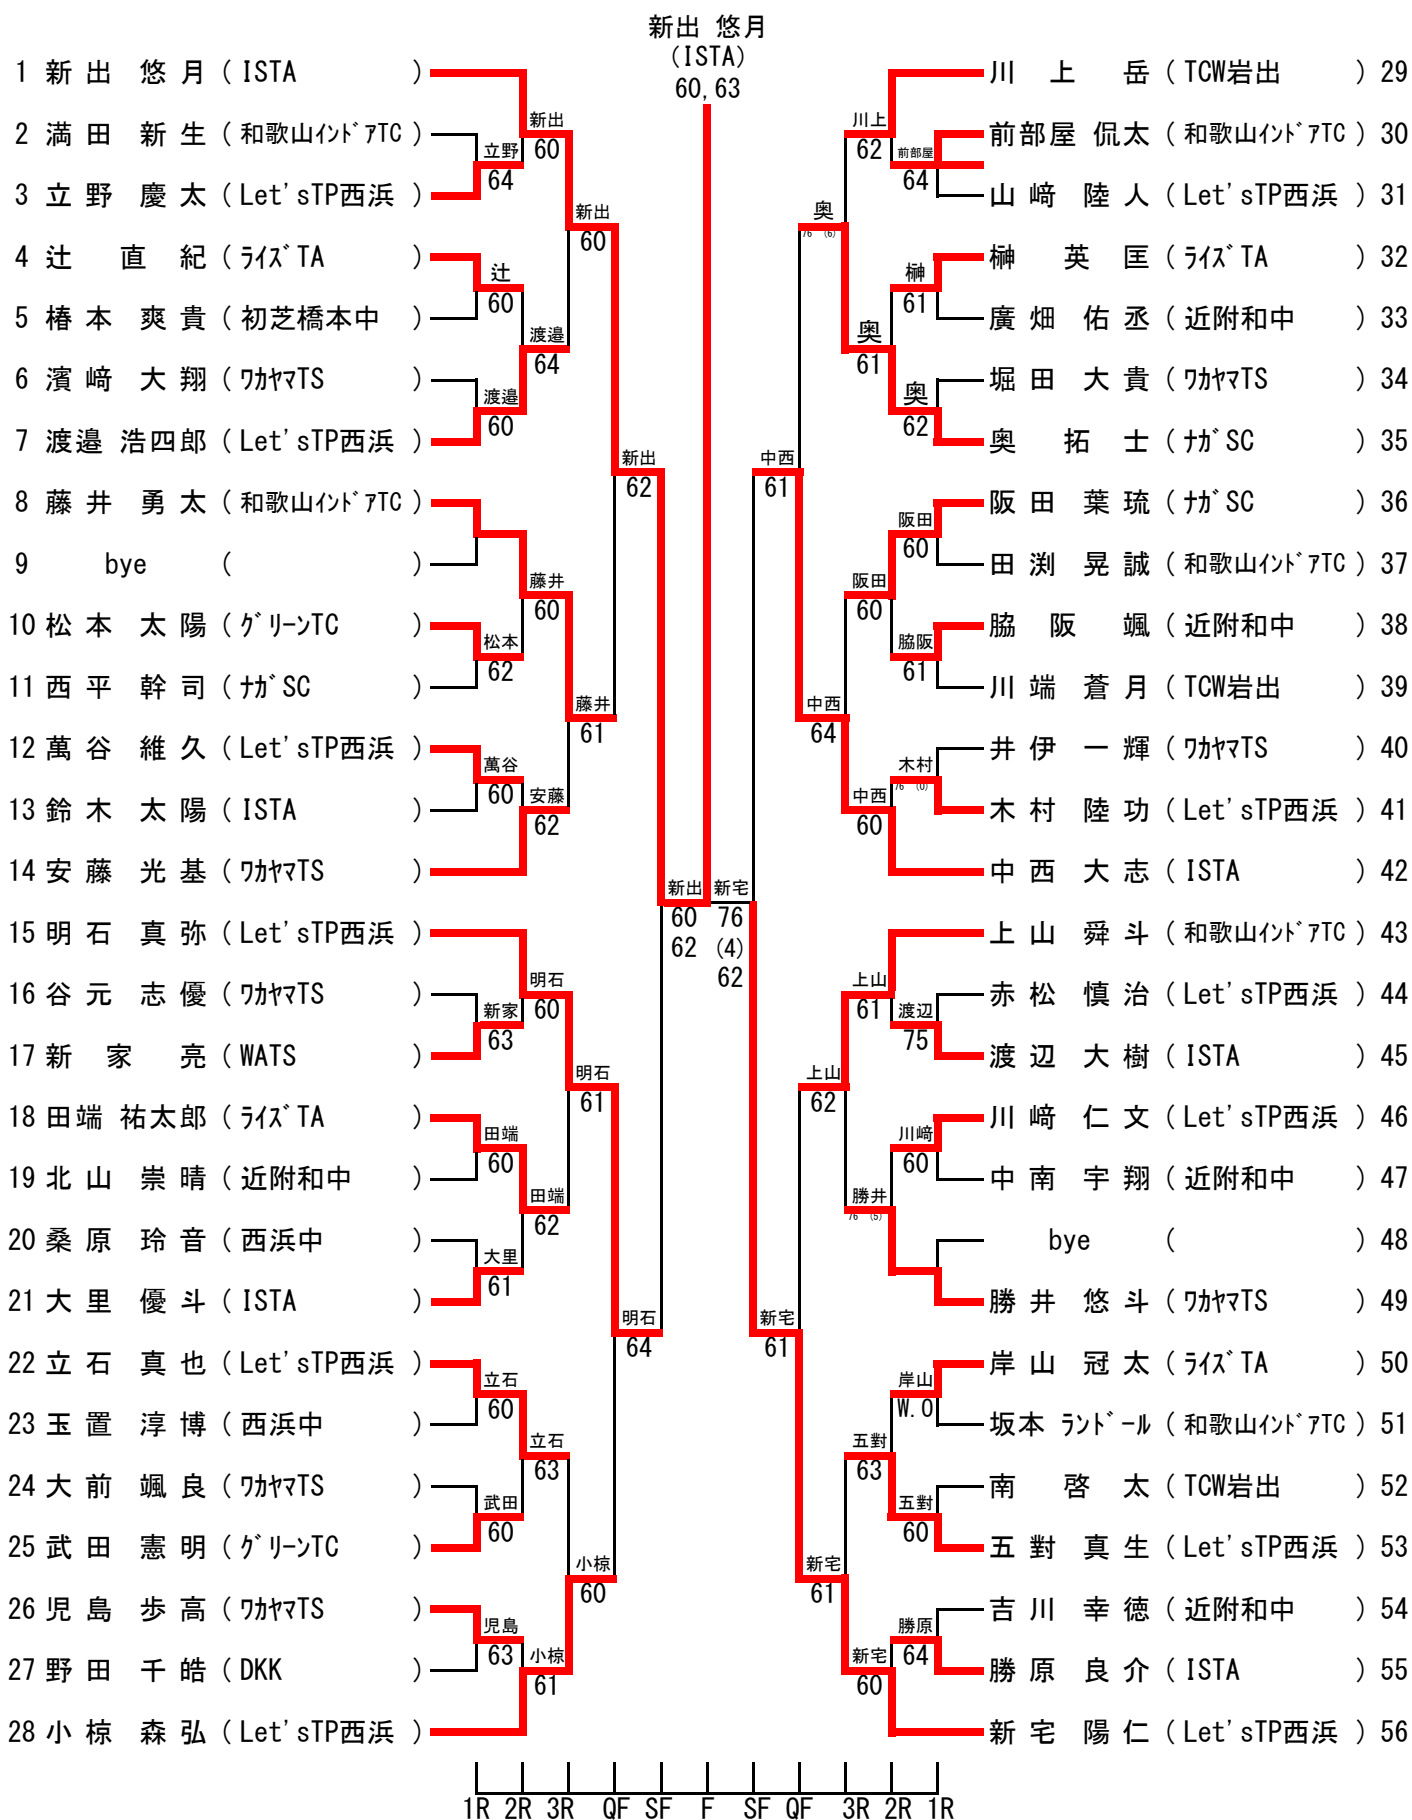 新出 悠月
(ISTA)
60,63
1 新出 悠月 ( ISTA )
2 満田 新生 ( 和歌山インドアTC )
3 立野 慶太 ( Let'sTP西浜 )
4 辻 直紀 ( ライズTA )
5 椿本 爽貴 ( 初芝橋本中 )
6 濱﨑 大翔 ( ワカヤマTS )
7 渡邉 浩四郎 ( Let'sTP西浜 )
8 藤井 勇太 ( 和歌山インドアTC )
9 bye ( )
10 松本 太陽 ( グリーンTC )
11 西平 幹司 ( ナガSC )
12 萬谷 維久 ( Let'sTP西浜 )
13 鈴木 太陽 ( ISTA )
14 安藤 光基 ( ワカヤマTS )
15 明石 真弥 ( Let'sTP西浜 )
16 谷元 志優 ( ワカヤマTS )
17 新家 亮 ( WATS )
18 田端 祐太郎 ( ライズTA )
19 北山 崇晴 ( 近附和中 )
20 桑原 玲音 ( 西浜中 )
21 大里 優斗 ( ISTA )
22 立石 真也 ( Let'sTP西浜 )
23 玉置 淳博 ( 西浜中 )
24 大前 颯良 ( ワカヤマTS )
25 武田 憲明 ( グリーンTC )
26 児島 歩高 ( ワカヤマTS )
27 野田 千皓 ( DKK )
28 小椋 森弘 ( Let'sTP西浜 )
立野
64
辻
60
渡邉
60
松本
62
萬谷
60
新家
63
田端
60
大里
61
立石
60
武田
60
児島
63
新出
60
渡邉
64
藤井
60
安藤
62
明石
60
田端
62
立石
63
小椋
61
新出
60
藤井
61
明石
61
小椋
60
新出
62
明石
64
新出
60
62
新宅
76
(4)
62
中西
61
新宅
61
奥
76 (6)
中西
64
上山
62
新宅
61
川上
62
奥
61
阪田
60
中西
60
上山
61
勝井
76 (5)
五對
63
新宅
60
前部屋
64
榊
61
奥
62
阪田
60
脇阪
61
木村
76 (0)
渡辺
75
川﨑
60
岸山
W.O
五對
60
勝原
64
川上 岳 ( TCW岩出 ) 29
前部屋 侃太 ( 和歌山インドアTC ) 30
山﨑 陸人 ( Let'sTP西浜 ) 31
榊 英匡 ( ライズTA ) 32
廣畑 佑丞 ( 近附和中 ) 33
堀田 大貴 ( ワカヤマTS ) 34
奥 拓士 ( ナガSC ) 35
阪田 葉琉 ( ナガSC ) 36
田渕 晃誠 ( 和歌山インドアTC ) 37
脇阪 颯 ( 近附和中 ) 38
川端 蒼月 ( TCW岩出 ) 39
井伊 一輝 ( ワカヤマTS ) 40
木村 陸功 ( Let'sTP西浜 ) 41
中西 大志 ( ISTA ) 42
上山 舜斗 ( 和歌山インドアTC ) 43
赤松 慎治 ( Let'sTP西浜 ) 44
渡辺 大樹 ( ISTA ) 45
川﨑 仁文 ( Let'sTP西浜 ) 46
中南 宇翔 ( 近附和中 ) 47
bye ( ) 48
勝井 悠斗 ( ワカヤマTS ) 49
岸山 冠太 ( ライズTA ) 50
坂本 ランドール ( 和歌山インドアTC ) 51
南 啓太 ( TCW岩出 ) 52
五對 真生 ( Let'sTP西浜 ) 53
吉川 幸徳 ( 近附和中 ) 54
勝原 良介 ( ISTA ) 55
新宅 陽仁 ( Let'sTP西浜 ) 56
1R 2R 3R QF SF F SF QF 3R 2R 1R